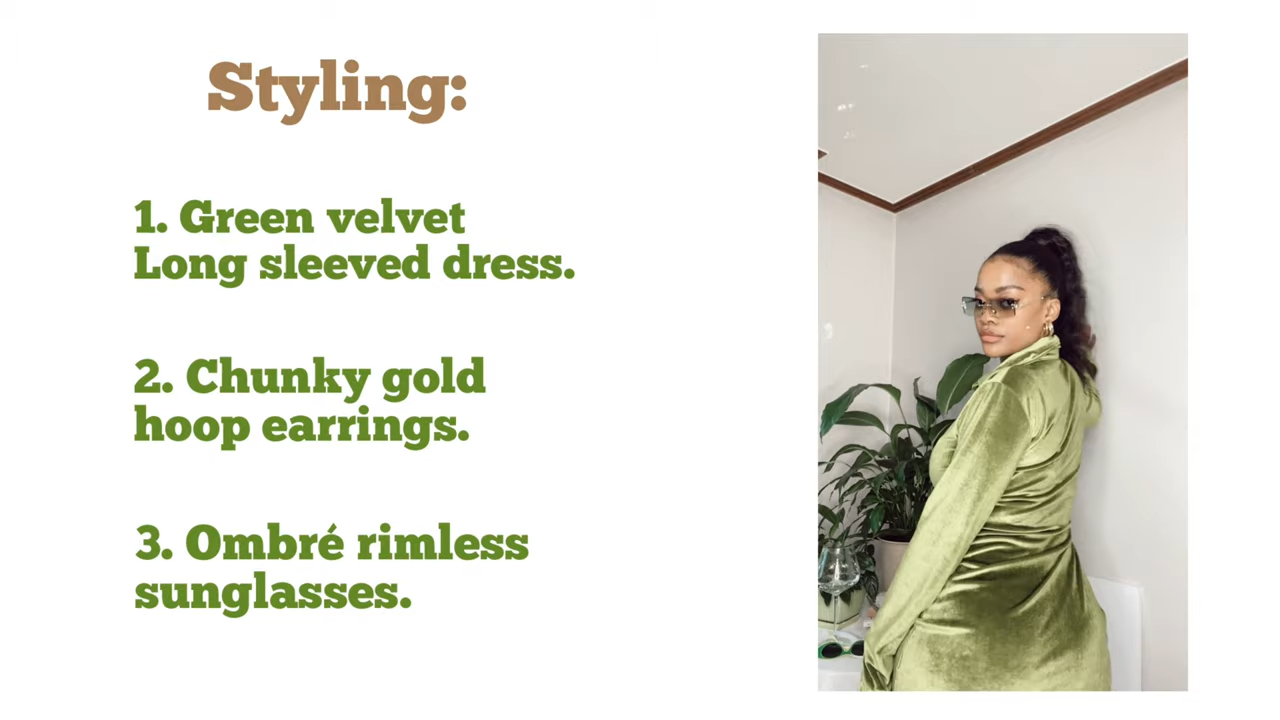 Styling:
1. Green velvet
Long sleeved dress.
2. Chunky gold
hoop earrings.
3. Ombré rimless
sunglasses.